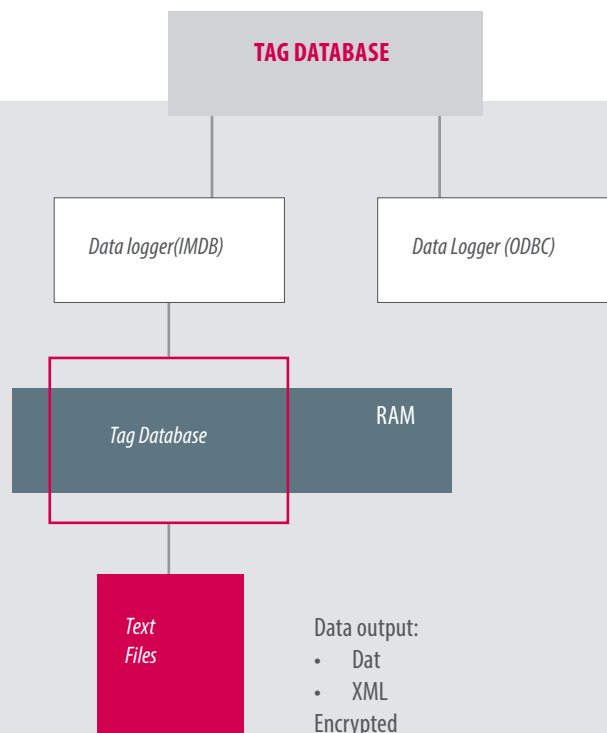 TAG DATABASE
Data logger(IMDB)
Data Logger (ODBC)
RAM
Tag Database
Text
Files
Data output:
• Dat
• XML
Encrypted